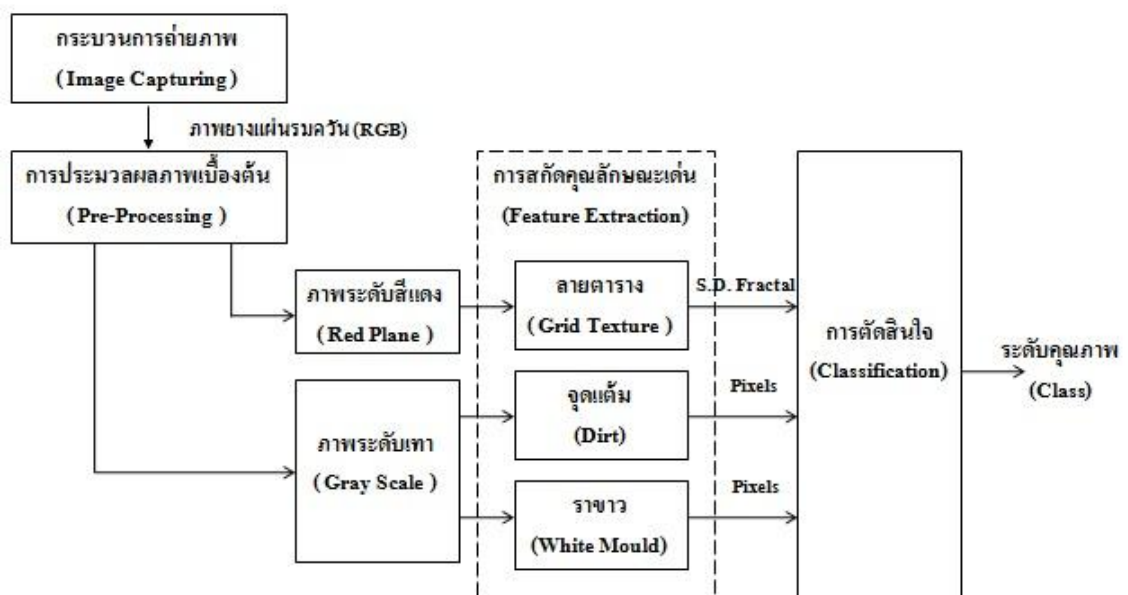 กระบวนการถ่ายภาพ
( Image Capturing )
ภาพยางแผ่นรมควัน (RGB)
การประมวลผลภาพเบื้องต้น
( Pre-Processing )
การสกัดคุณลักษณะเด่น
(Feature Extraction)
ภาพระดับสีแดง
( Red Plane )
ลายตาราง
( Grid Texture )
S.D. Fractal
ภาพระดับเทา
( Gray Scale )
จุดแต้ม
(Dirt)
Pixels
ราขาว
(White Mould)
Pixels
การตัดสินใจ
(Classification)
ระดับคุณภาพ
(Class)